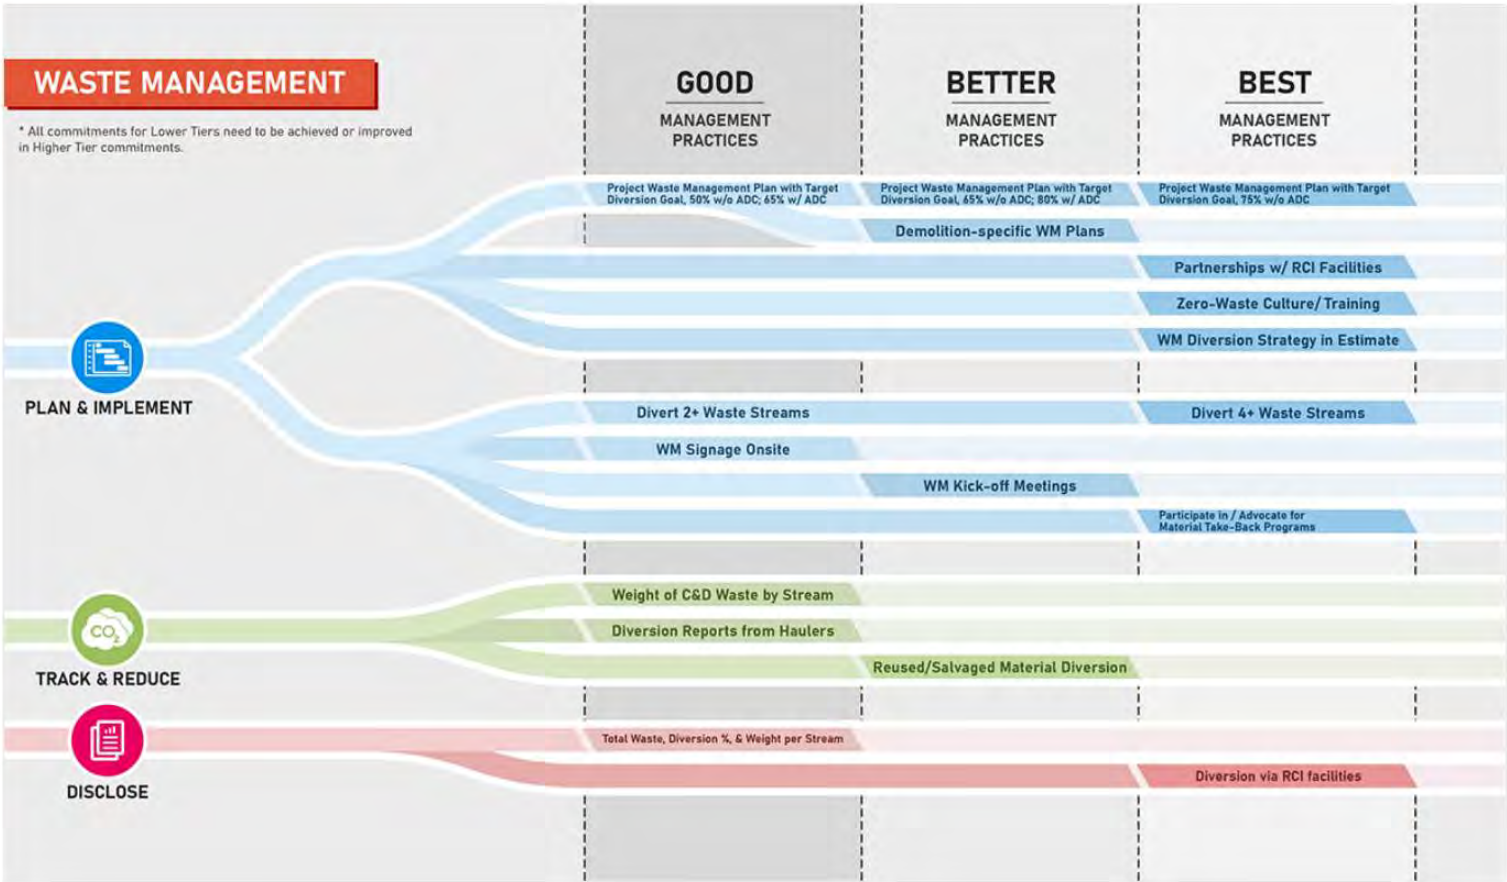 WASTE MANAGEMENT
* All commitments for Lower Tiers need to be achieved or improved
in Higher Tier commitments.
GOOD
MANAGEMENT
PRACTICES
BETTER
MANAGEMENT
PRACTICES
BEST
MANAGEMENT
PRACTICES
Project Waste Management Plan with Target
Diversion Goal, 50% w/o ADC; 65% w/ ADC
Project Waste Management Plan with Target
Diversion Goal, 65% w/o ADC; 80% w/ ADC
Project Waste Management Plan with Target
Diversion Goal, 75% w/o ADC
Demolition-specific WM Plans
Partnerships w/ RCI Facilities
Zero-Waste Culture/ Training
WM Diversion Strategy in Estimate
PLAN & IMPLEMENT
Divert 2+ Waste Streams
Divert 4+ Waste Streams
WM Signage Onsite
WM Kick-off Meetings
Participate in / Advocate for
Material Take-Back Programs
Weight of C&D Waste by Stream
CO2
Diversion Reports from Haulers
Reused/Salvaged Material Diversion
TRACK & REDUCE
Total Waste, Diversion %, & Weight per Stream
Diversion via RCI facilities
DISCLOSE